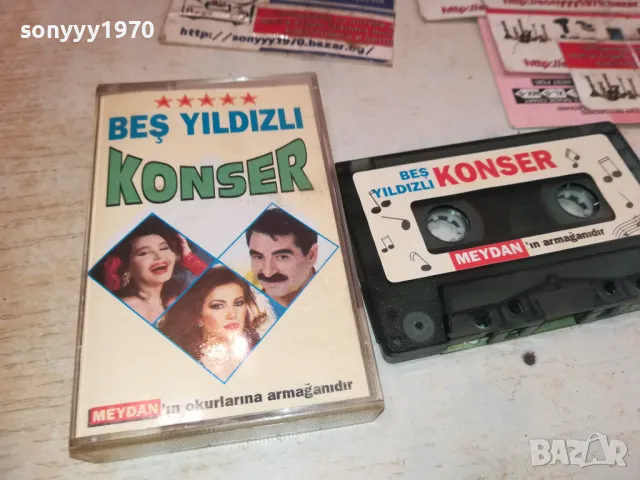 sonyyy1970
http://sonyyy1970.bazar.bg/
BEŞ YILDIZLI
KONSER
MEYDAN'ın okurlarına armağanıdır
BEŞ
YILDIZLI
KONSER
MEYDAN'ın armağanıdır
BAZAR